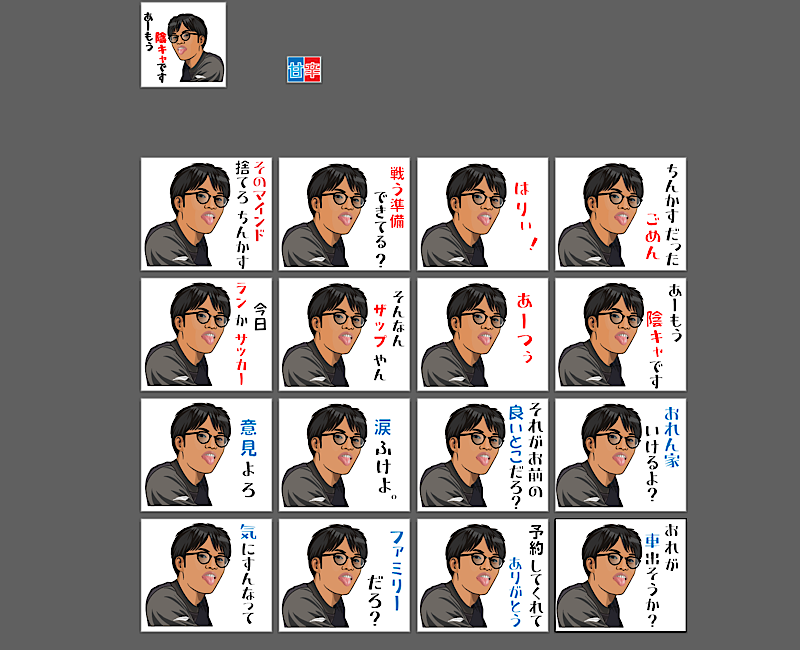 あーもう
陰キャです
甘辛
そのマインド
捨てろ ちんかす
戦う準備
できてる?
はりぃ!
ちんかすだった
ごめん
今日
ランか サッカー
そんなん
ザップ やん
あーつぅ
あーもう
陰キャです
意見よろ
涙ふけよ。
それがお前の
良いとこだろ?
おれん家
いけるよ?
気にすんなって
ファミリー
だろ?
予約してくれて
ありがとう
おれが
車出そうか?